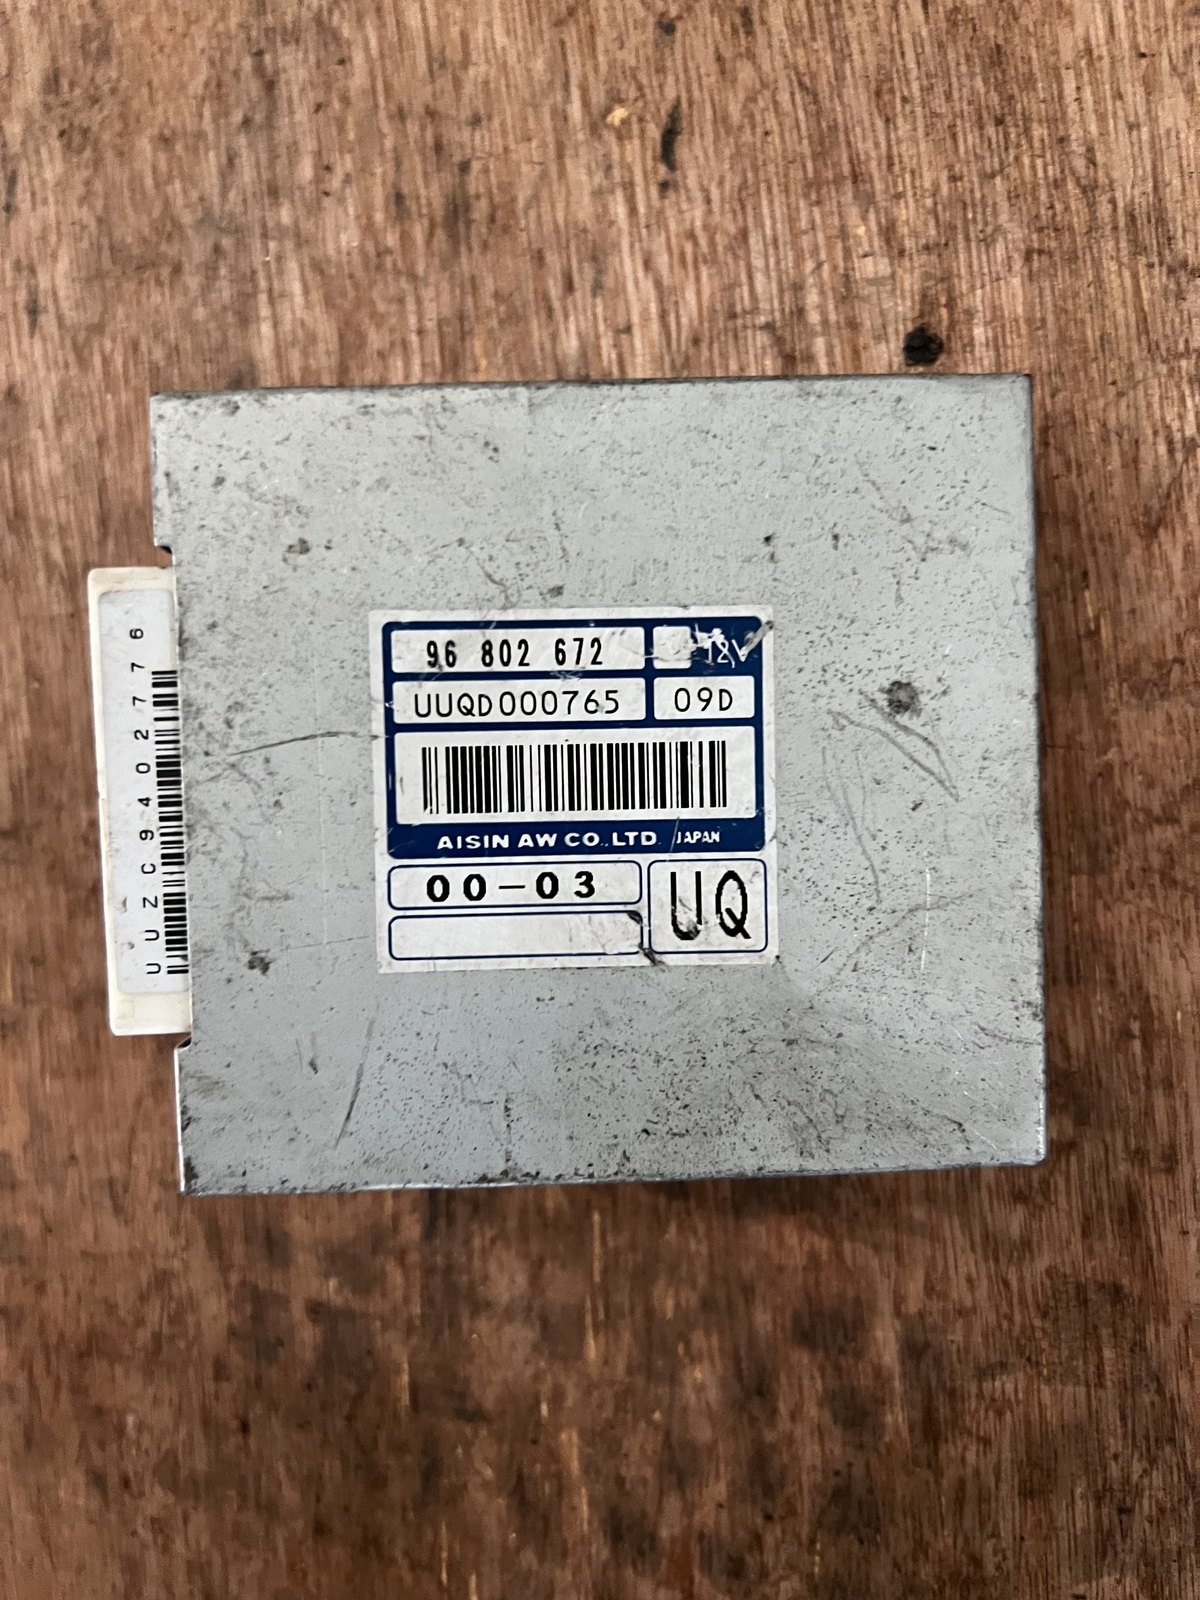 96 802 672
12V
UUQD000765
09D
AISIN AW CO.,LTD. JAPAN
00-03
UQ
UUZC9402776